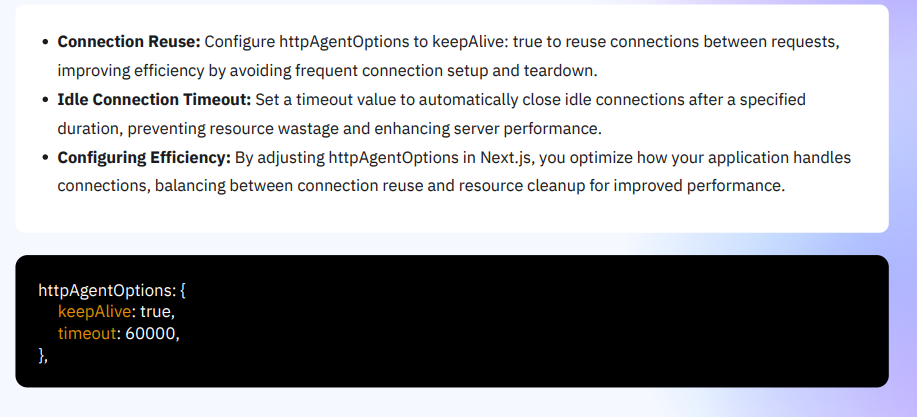 • Connection Reuse: Configure httpAgentOptions to keepAlive: true to reuse connections between requests,
improving efficiency by avoiding frequent connection setup and teardown.
• Idle Connection Timeout: Set a timeout value to automatically close idle connections after a specified
duration, preventing resource wastage and enhancing server performance.
• Configuring Efficiency: By adjusting httpAgentOptions in Next.js, you optimize how your application handles
connections, balancing between connection reuse and resource cleanup for improved performance.
httpAgentOptions: {
keepAlive: true,
timeout: 60000,
},